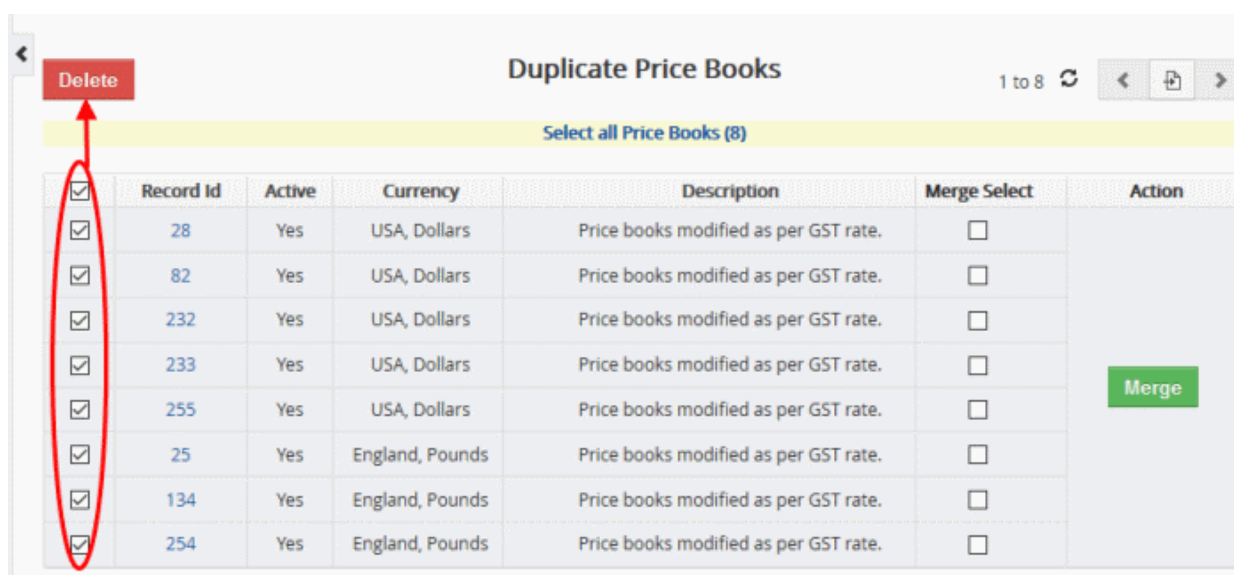 Delete
Duplicate Price Books
1 to 8
Select all Price Books (8)
Record Id Active Currency Description Merge Select Action
28 Yes USA, Dollars Price books modified as per GST rate.
82 Yes USA, Dollars Price books modified as per GST rate.
232 Yes USA, Dollars Price books modified as per GST rate.
233 Yes USA, Dollars Price books modified as per GST rate.
Merge
255 Yes USA, Dollars Price books modified as per GST rate.
25 Yes England, Pounds Price books modified as per GST rate.
134 Yes England, Pounds Price books modified as per GST rate.
254 Yes England, Pounds Price books modified as per GST rate.